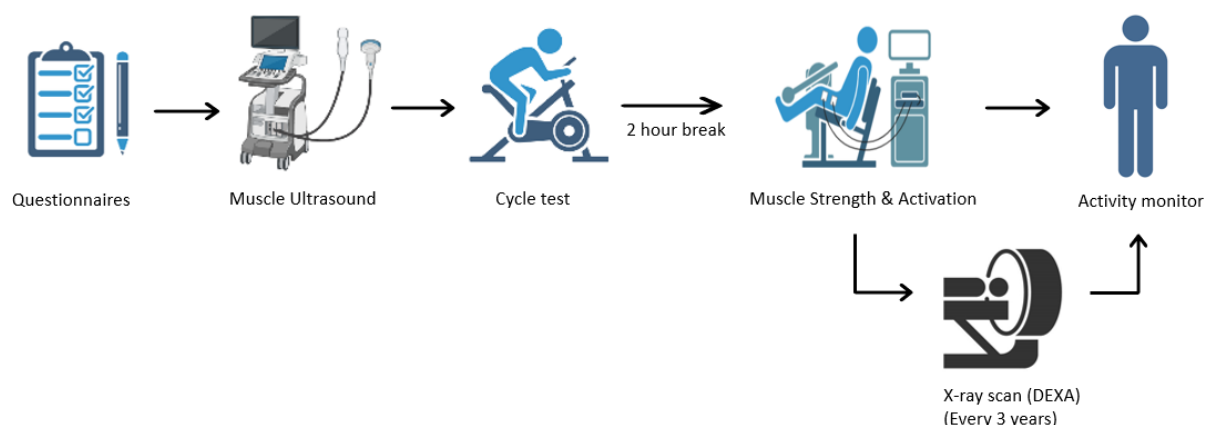 2 hour break
Questionnaires
Muscle Ultrasound
Cycle test
Muscle Strength & Activation
Activity monitor
X-ray scan (DEXA)
(Every 3 years)